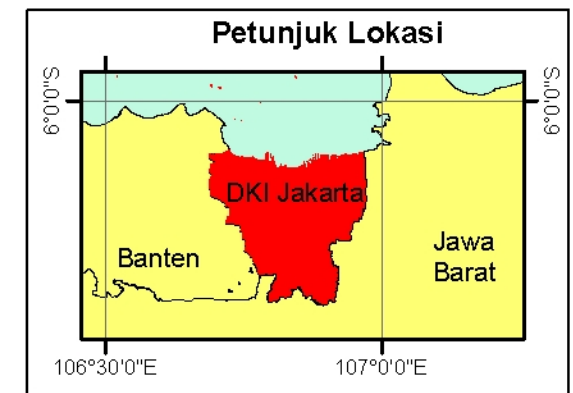 Petunjuk Lokasi
6°0'0"S
6°0'0"S
DKI Jakarta
Banten
Jawa
Barat
106°30'0"E
107°0'0"E